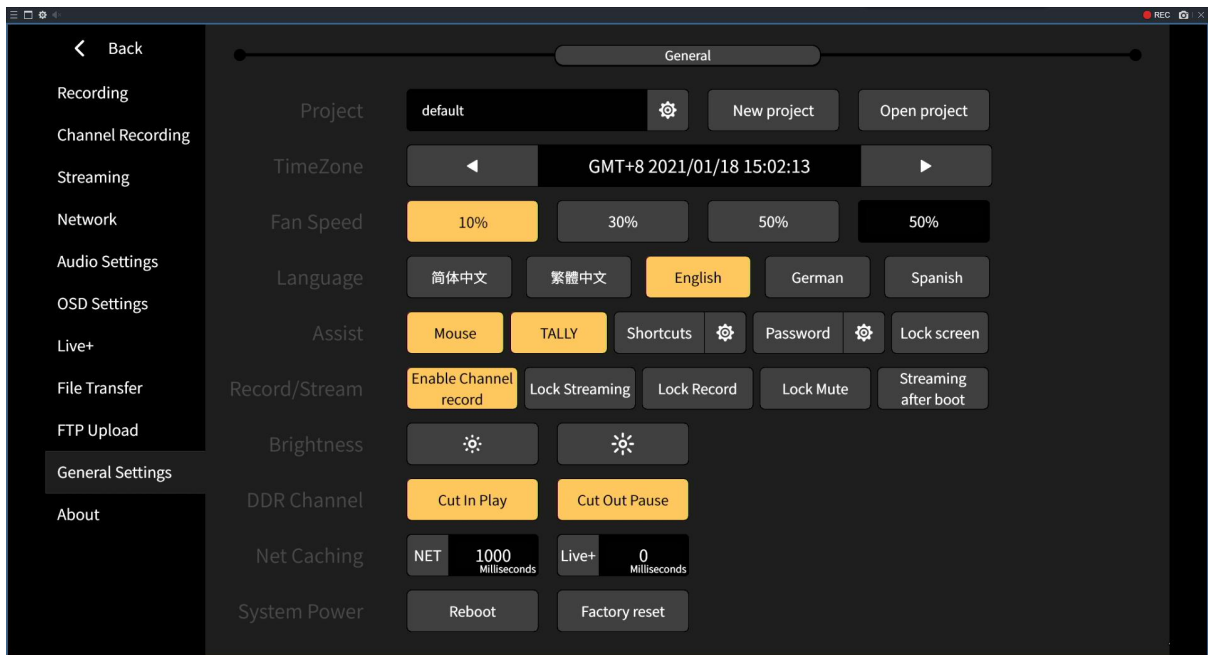 REC
Back
General
Recording
Channel Recording
Streaming
Network
Audio Settings
OSD Settings
Live+
File Transfer
FTP Upload
General Settings
About
Project
default
New project
Open project
TimeZone
GMT+8 2021/01/18 15:02:13
Fan Speed
10%
30%
50%
50%
Language
简体中文
繁體中文
English
German
Spanish
Assist
Mouse
TALLY
Shortcuts
Password
Lock screen
Record/Stream
Enable Channel
record
Lock Streaming
Lock Record
Lock Mute
Streaming
after boot
Brightness
DDR Channel
Cut In Play
Cut Out Pause
Net Caching
NET
1000
Milliseconds
Live+
0
Milliseconds
System Power
Reboot
Factory reset